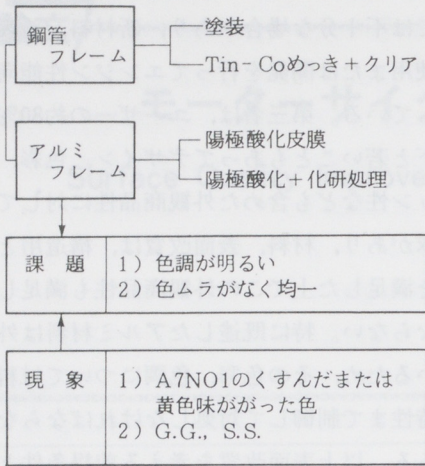 鋼管
フレーム
塗装
Tin-Coめっき+クリア
アルミ
フレーム
陽極酸化皮膜
陽極酸化・化研処理
課題
1) 色調が明るい
2) 色ムラがなく均一
現象
1) A7NO1のくすんだまたは
黄色味がかった色
2) G.G., S.S.